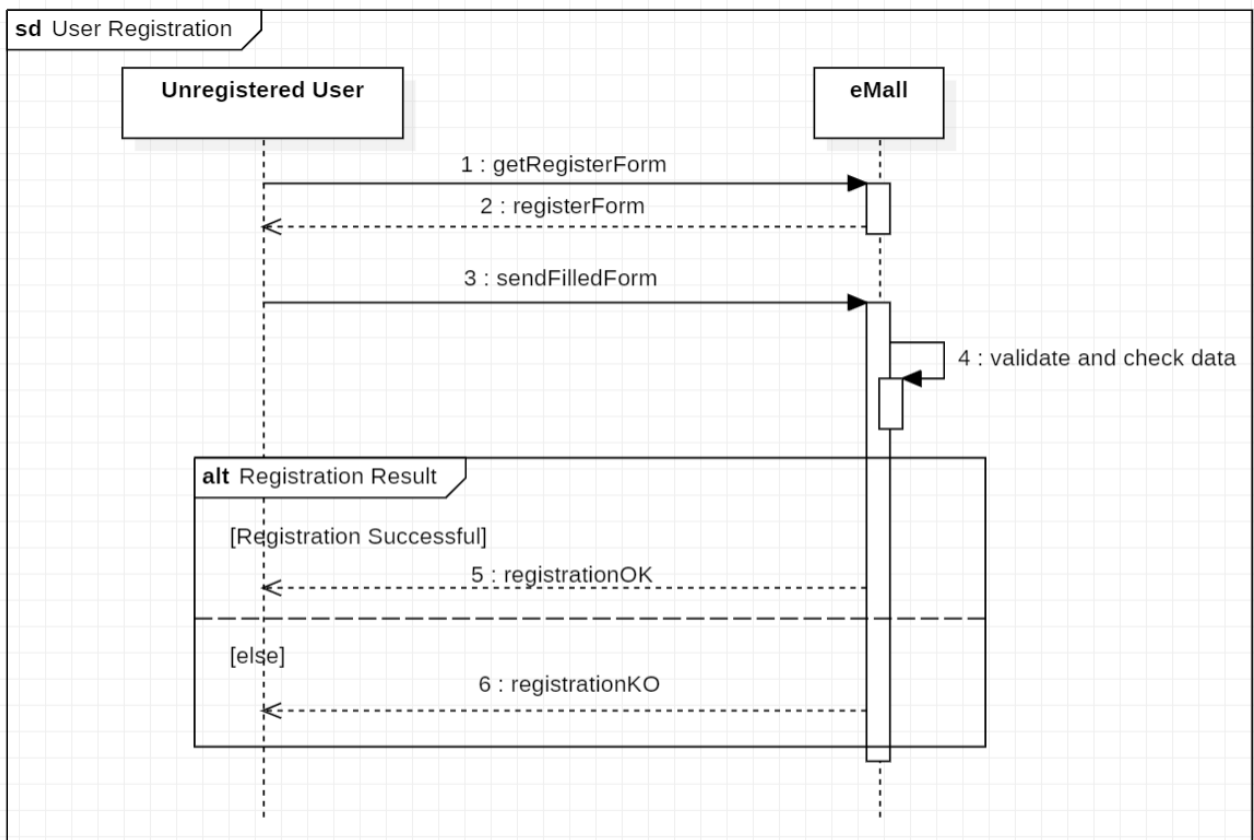 sd User Registration
Unregistered User
eMall
1 : getRegisterForm
2 : registerForm
3 : sendFilledForm
4 : validate and check data
alt Registration Result
[Registration Successful]
5 : registrationOK
[else]
6 : registrationKO